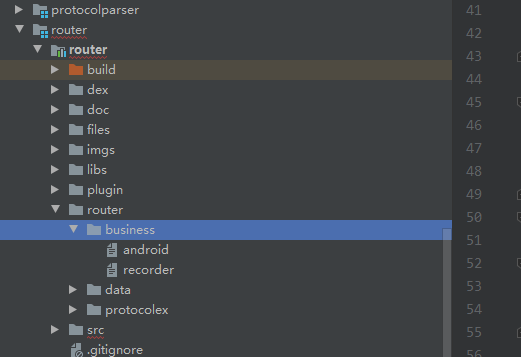 protocolparser
router
router
build
dex
doc
files
imgs
libs
plugin
router
business
android
recorder
data
protocolex
src
.gitignore
41
42
43
44
45
46
47
48
49
50
51
52
53
54
55
56